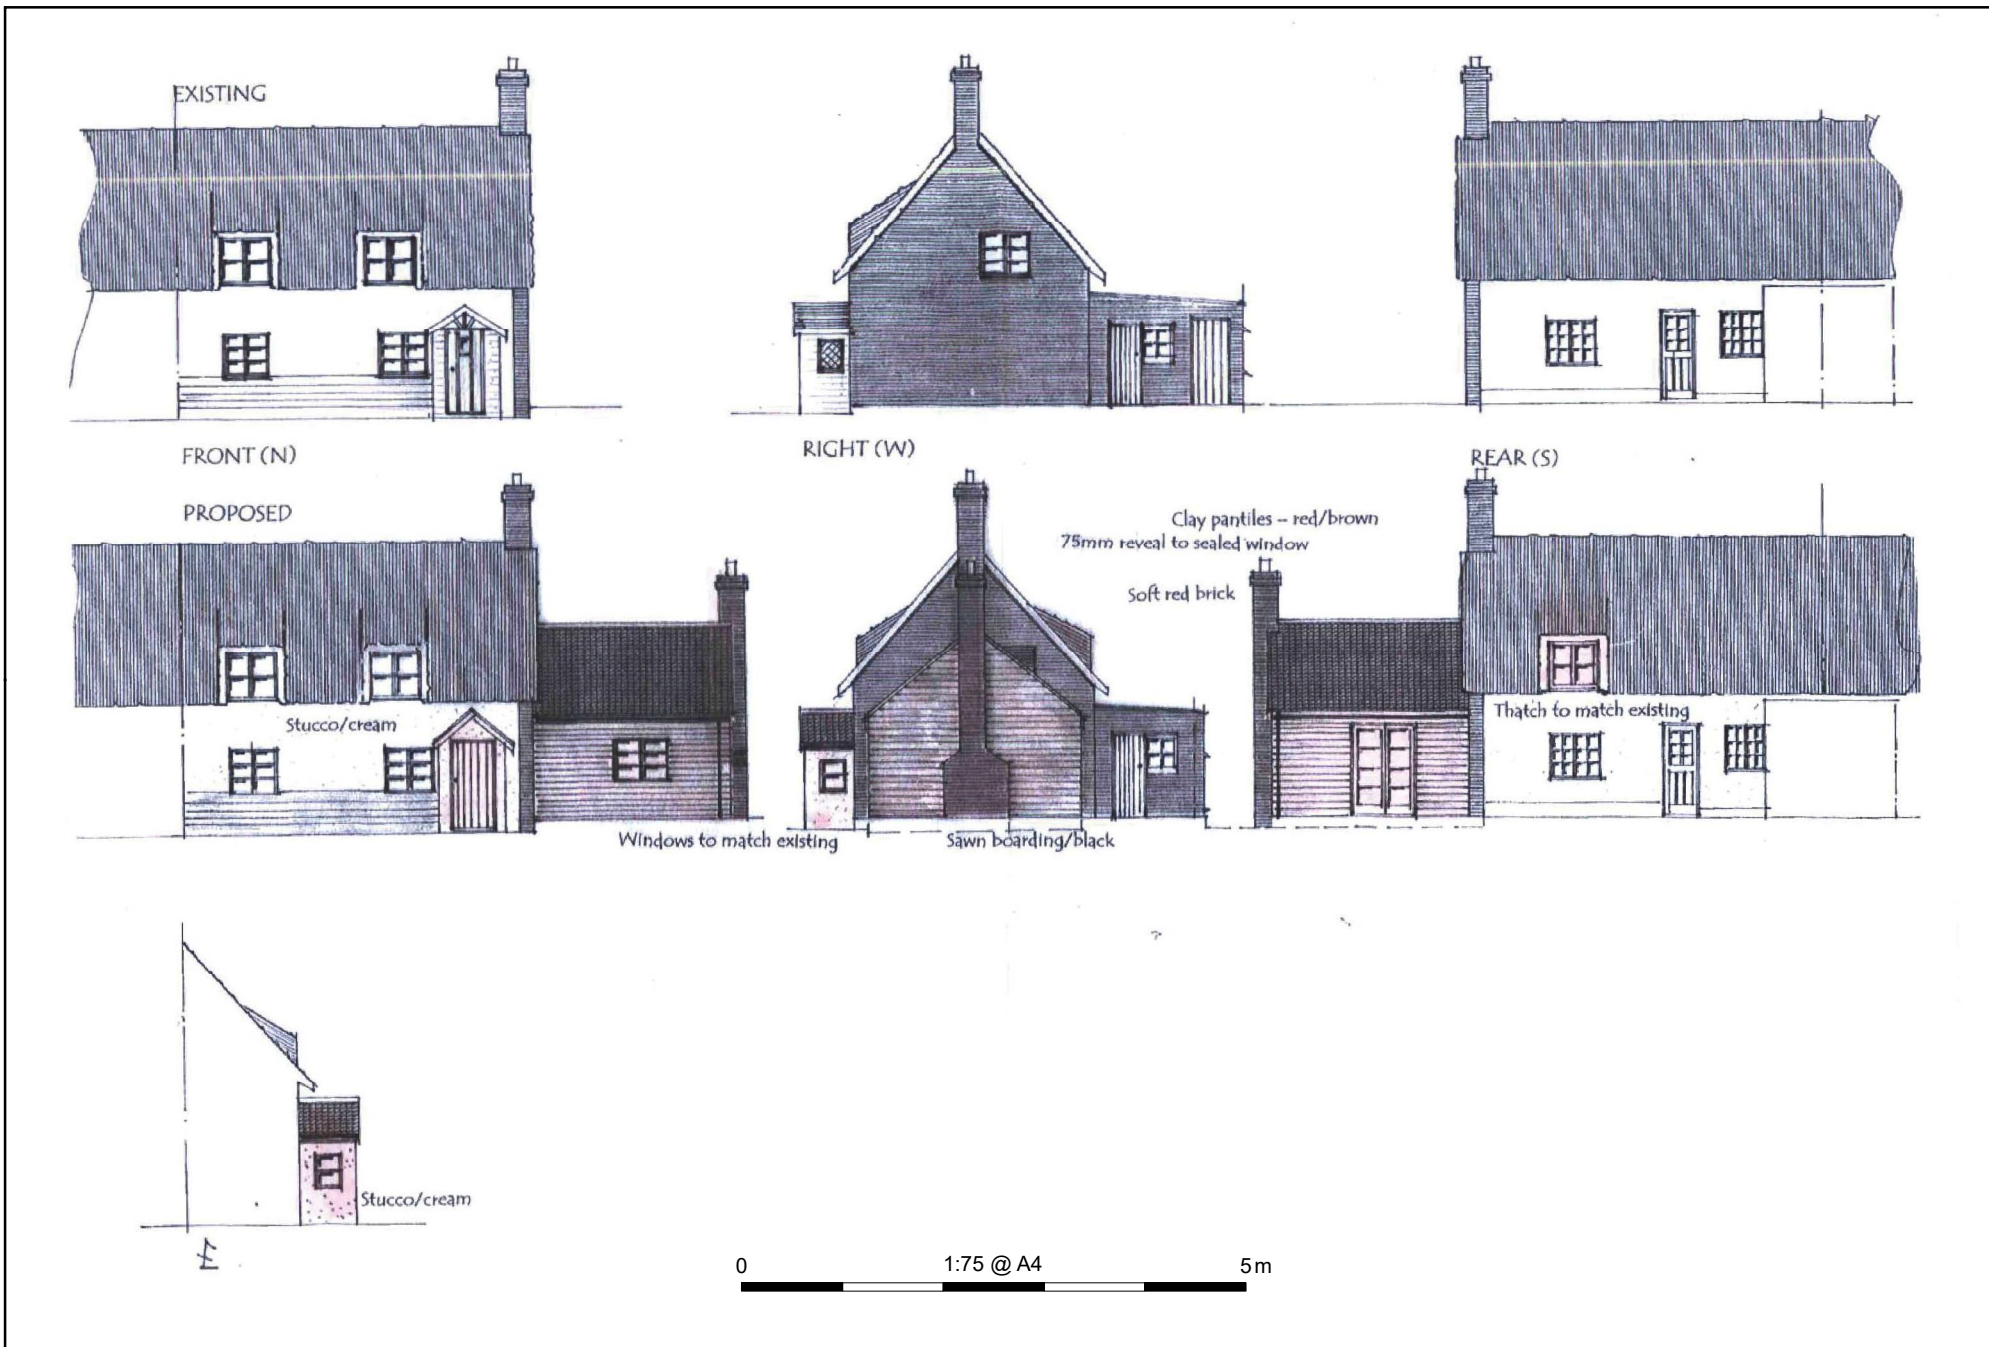 EXISTING
FRONT (N)
RIGHT (W)
REAR (S)
PROPOSED
Clay pantiles – red/brown
75mm reveal to sealed window
Soft red brick
Stucco/cream
Thatch to match existing
Windows to match existing
Sawn boarding/black
Stucco/cream
0 1:75 @ A4 5m